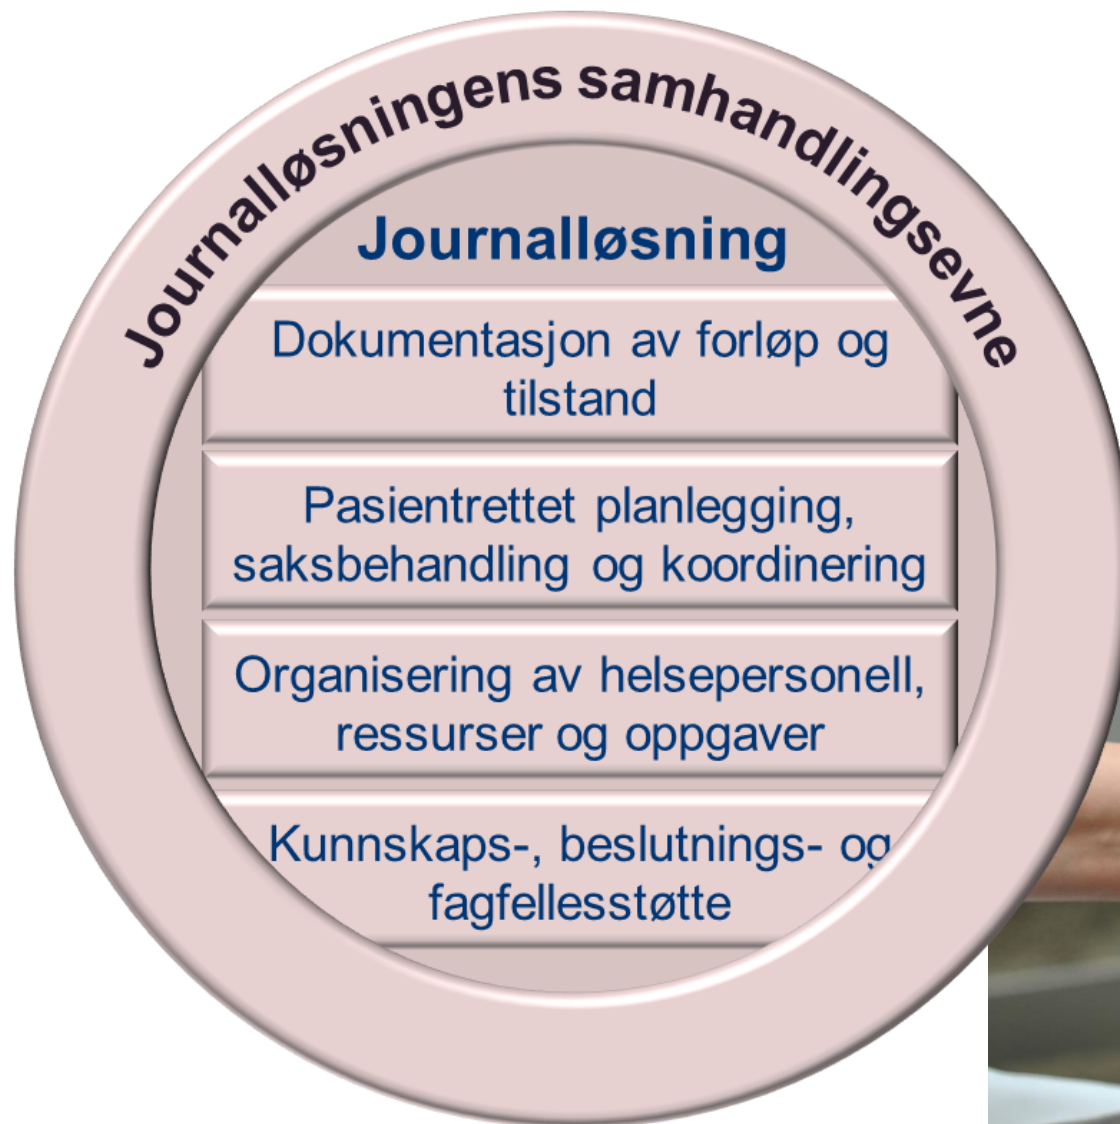 Journalløsningens samhandlingsevne
Journalløsning
Dokumentasjon av forløp og
tilstand
Pasientrettet planlegging,
saksbehandling og koordinering
Organisering av helsepersonell,
ressurser og oppgaver
Kunnskaps-, beslutnings- og
fagfellesstøtte